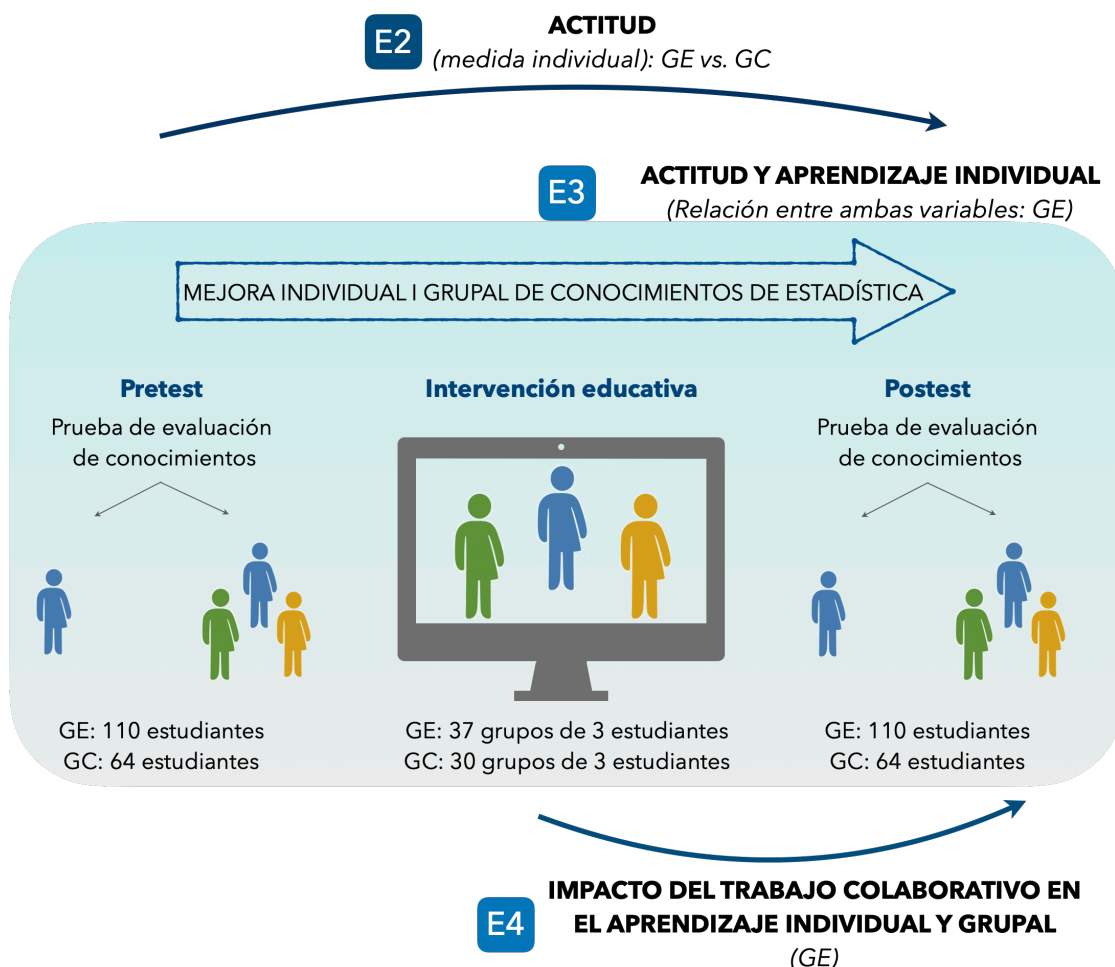 E2
ACTITUD
(medida individual): GE vs. GC
E3
ACTITUD Y APRENDIZAJE INDIVIDUAL
(Relación entre ambas variables: GE)
MEJORA INDIVIDUAL I GRUPAL DE CONOCIMIENTOS DE ESTADÍSTICA
Pretest
Prueba de evaluación
de conocimientos
Intervención educativa
Postest
Prueba de evaluación
de conocimientos
GE: 110 estudiantes
GC: 64 estudiantes
GE: 37 grupos de 3 estudiantes
GC: 30 grupos de 3 estudiantes
GE: 110 estudiantes
GC: 64 estudiantes
E4
IMPACTO DEL TRABAJO COLABORATIVO EN
EL APRENDIZAJE INDIVIDUAL Y GRUPAL
(GE)